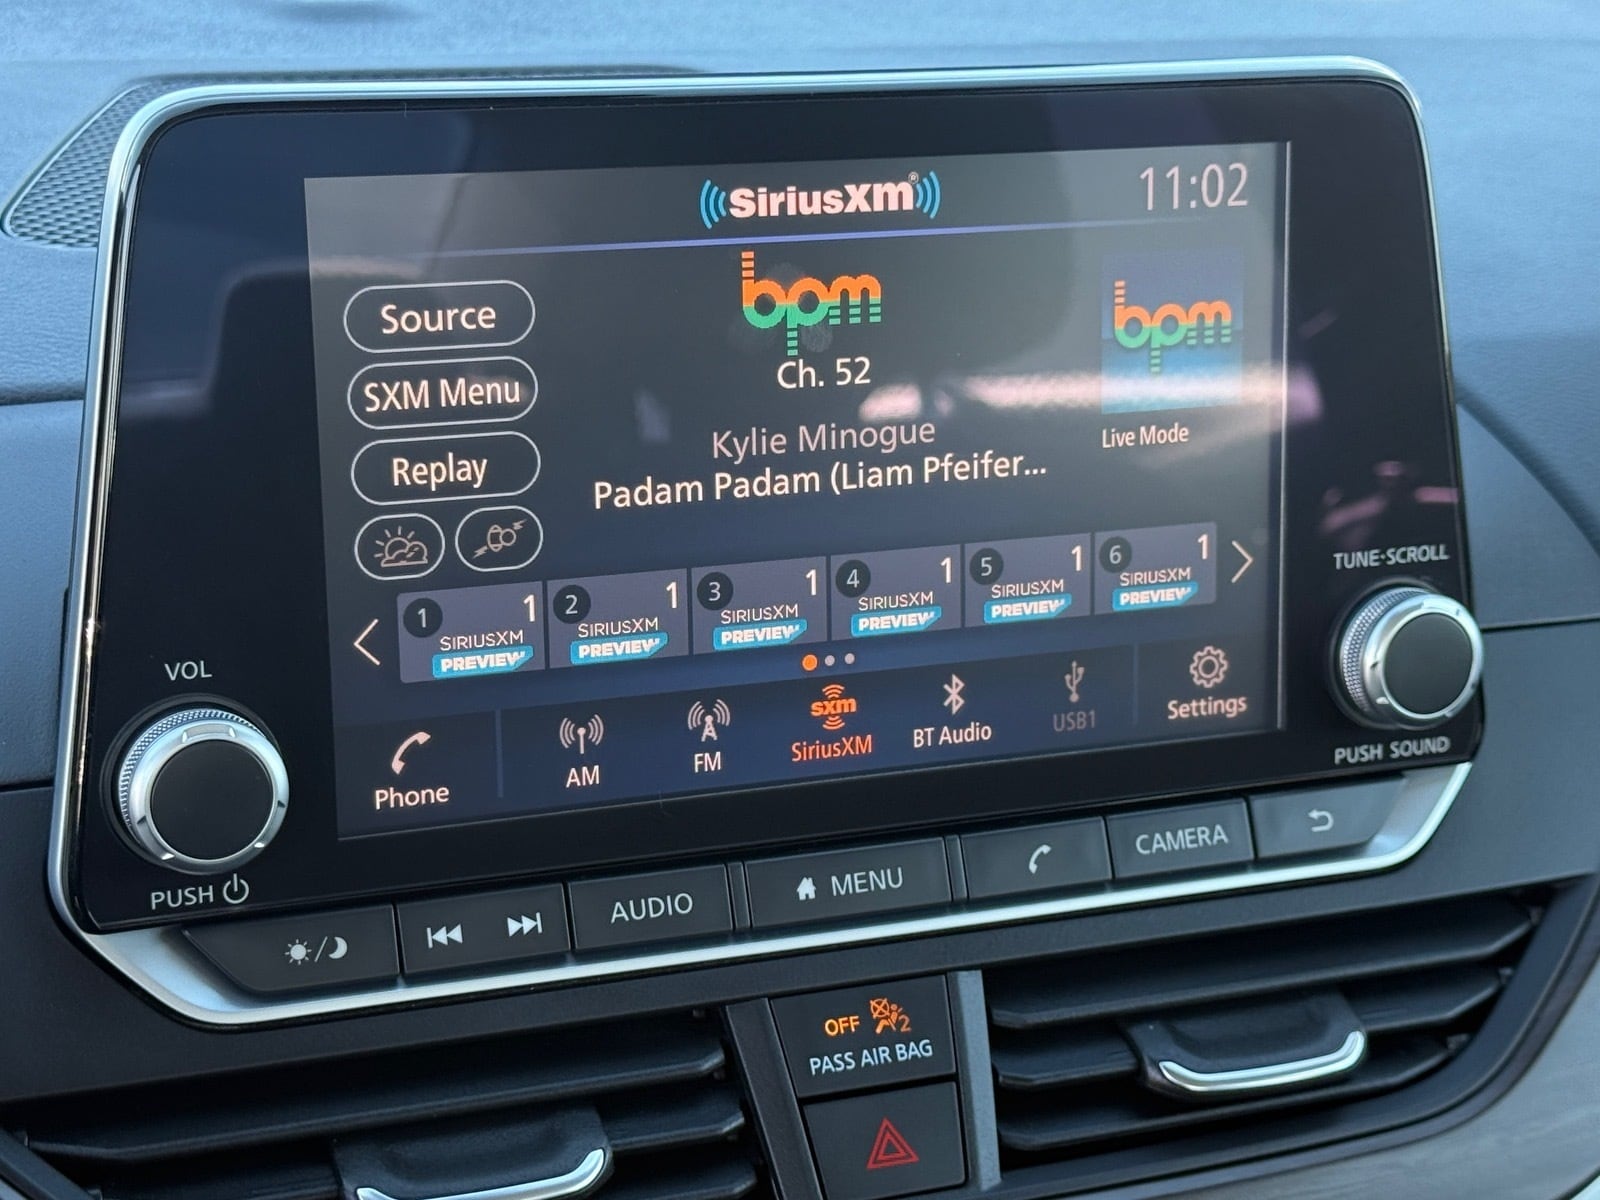 SiriusXM®
11:02
bpm
bpm
Source
SXM Menu
Replay
Ch. 52
Live Mode
Kylie Minogue
Padam Padam (Liam Pfeifer...
1 1 SIRIUSXM PREVIEW
2 1 SIRIUSXM PREVIEW
3 1 SIRIUSXM PREVIEW
4 1 SIRIUSXM PREVIEW
5 1 SIRIUSXM PREVIEW
6 1 SIRIUSXM PREVIEW
Phone
AM
FM
sxm
SiriusXM
BT Audio
USB1
Settings
VOL
PUSH
TUNE·SCROLL
PUSH SOUND
AUDIO
MENU
CAMERA
OFF 2
PASS AIR BAG